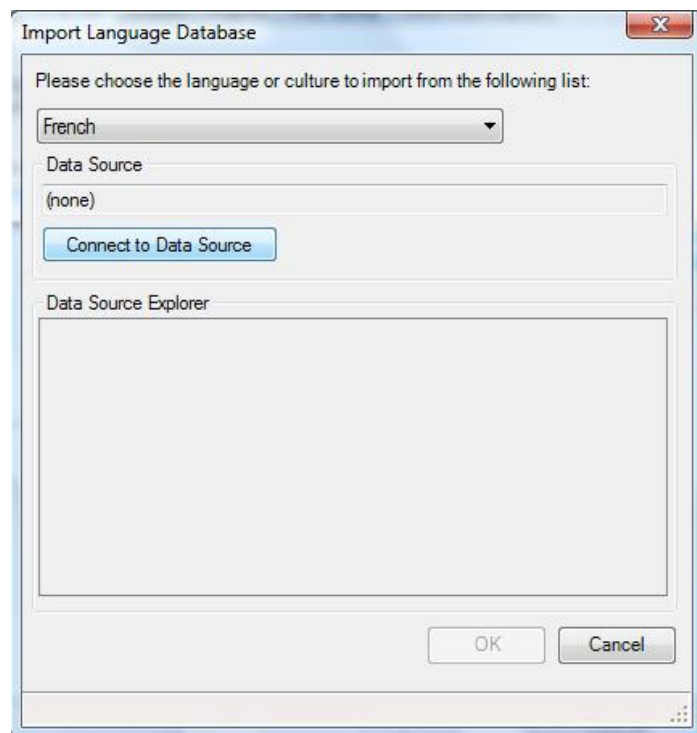 Import Language Database
Please choose the language or culture to import from the following list:
French
Data Source
(none)
Connect to Data Source
Data Source Explorer
OK
Cancel